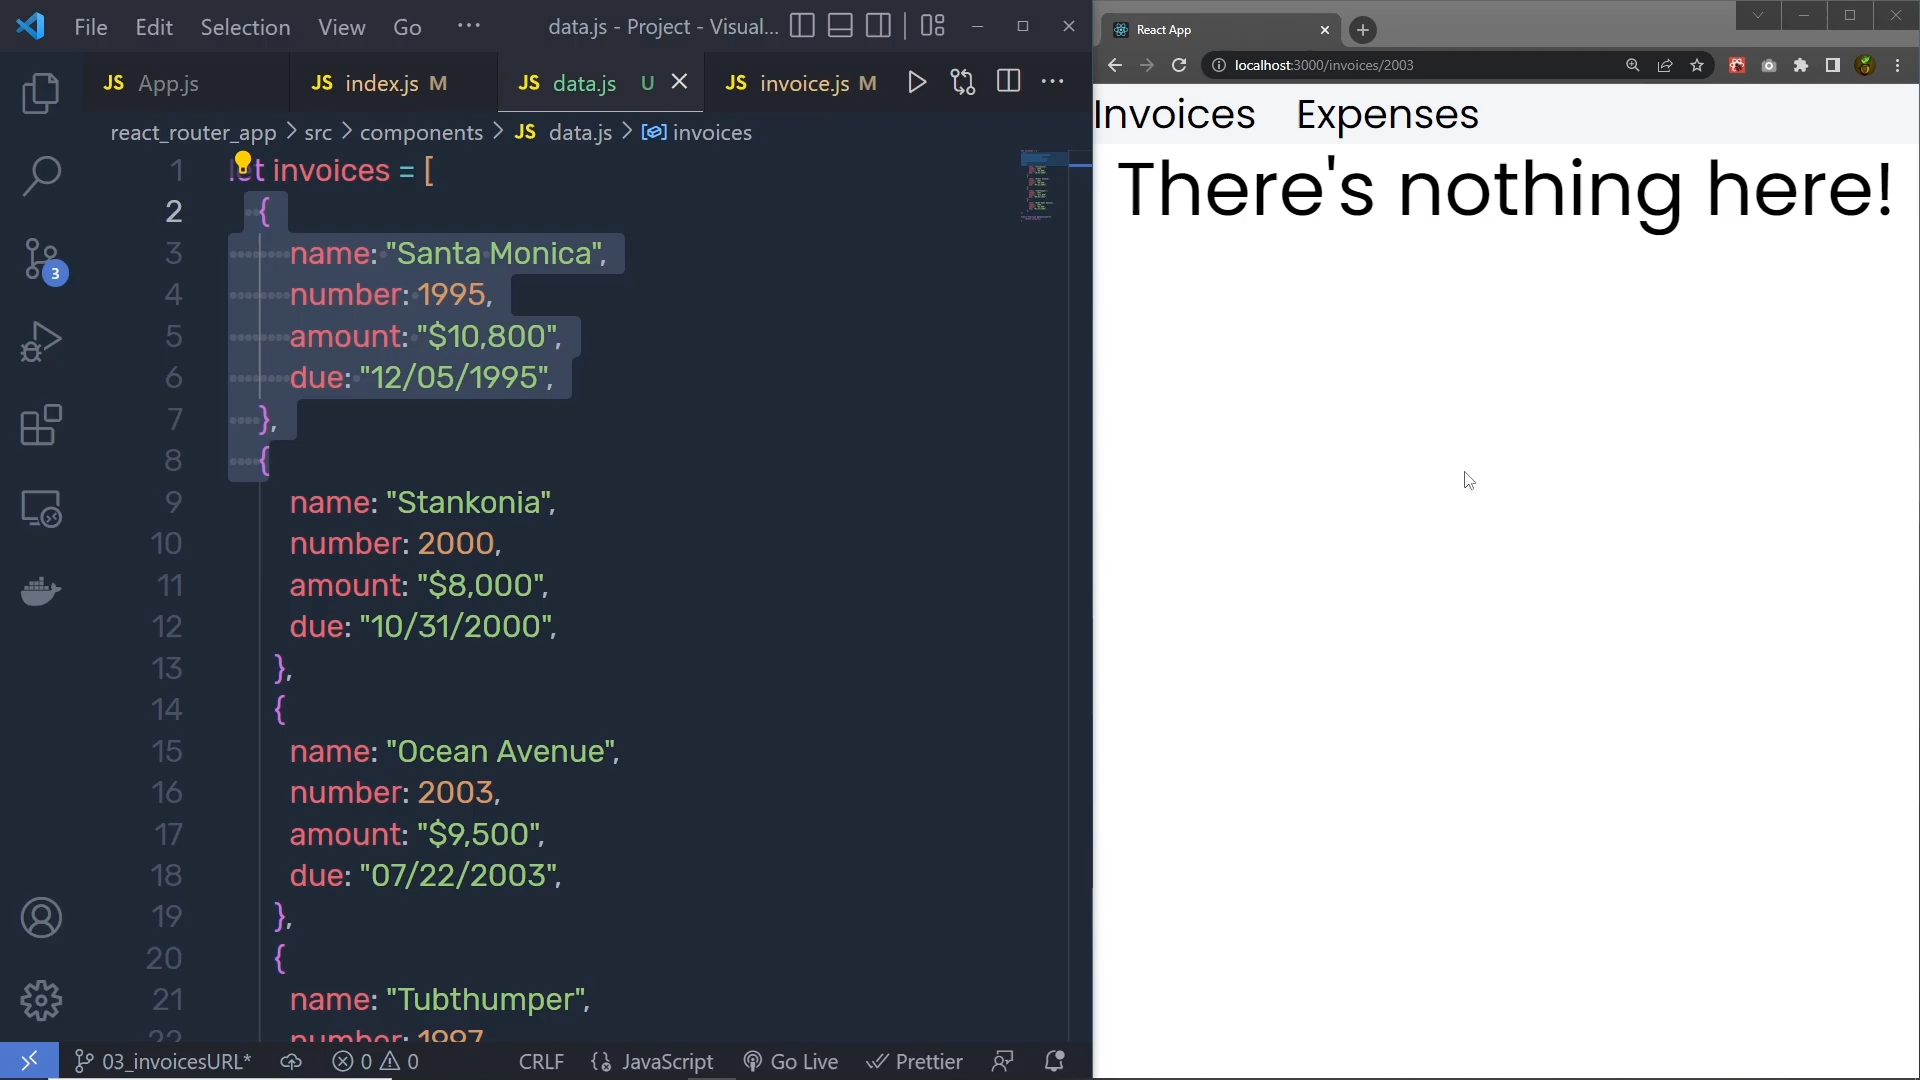 File Edit Selection View Go ··· data.js - Project - Visual...
JS App.js JS index.js M JS data.js U JS invoice.js M
react_router_app > src > components > JS data.js > invoices
1 let invoices = [
2 {
3 name: "Santa Monica",
4 number: 1995,
5 amount: "$10,800",
6 due: "12/05/1995",
7 },
8 {
9 name: "Stankonia",
10 number: 2000,
11 amount: "$8,000",
12 due: "10/31/2000",
13 },
14 {
15 name: "Ocean Avenue",
16 number: 2003,
17 amount: "$9,500",
18 due: "07/22/2003",
19 },
20 {
21 name: "Tubthumper",
22 number: 1997
3
03_invoicesURL* 0 0 CRLF JavaScript Go Live Prettier
React App
localhost:3000/invoices/2003
Invoices Expenses
There's nothing here!